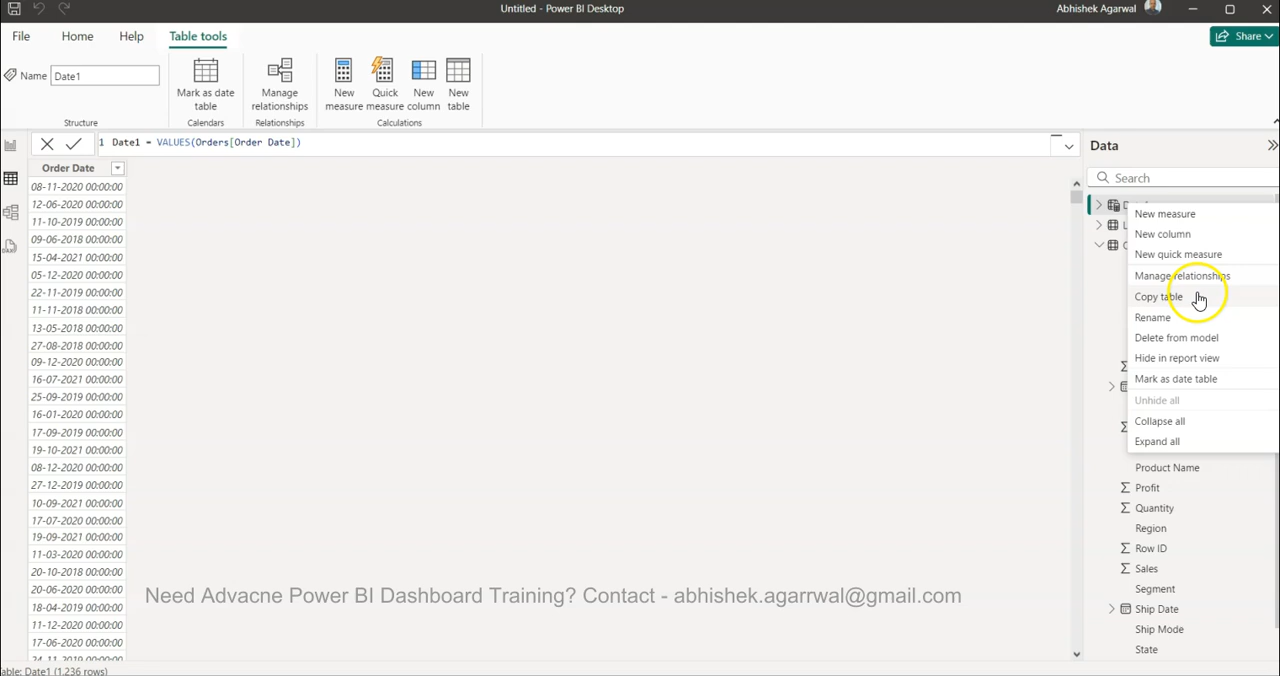 Untitled - Power BI Desktop
Abhishek Agarwal
File
Home
Help
Table tools
Share
Name
Date1
Mark as date
table
Manage
relationships
New
measure
Quick
measure
New
column
New
table
Structure
Calendars
Relationships
Calculations
1 Date1 = VALUES(Orders[Order Date])
Data
Search
Order Date
08-11-2020 00:00:00
12-06-2020 00:00:00
11-10-2019 00:00:00
09-06-2018 00:00:00
15-04-2021 00:00:00
05-12-2020 00:00:00
22-11-2019 00:00:00
11-11-2018 00:00:00
13-05-2018 00:00:00
27-08-2018 00:00:00
09-12-2020 00:00:00
16-07-2021 00:00:00
25-09-2019 00:00:00
16-01-2020 00:00:00
17-09-2019 00:00:00
19-10-2021 00:00:00
08-12-2020 00:00:00
27-12-2019 00:00:00
10-09-2021 00:00:00
17-07-2020 00:00:00
19-09-2021 00:00:00
11-03-2020 00:00:00
20-10-2018 00:00:00
20-06-2020 00:00:00
18-04-2019 00:00:00
11-12-2020 00:00:00
17-06-2020 00:00:00
24-11-2019 00:00:00
New measure
New column
New quick measure
Manage relationships
Copy table
Rename
Delete from model
Hide in report view
Mark as date table
Unhide all
Collapse all
Expand all
Product Name
Profit
Quantity
Region
Row ID
Sales
Segment
Ship Date
Ship Mode
State
Need Advacne Power BI Dashboard Training? Contact - abhishek.agarrwal@gmail.com
able: Date1 (1,236 rows)